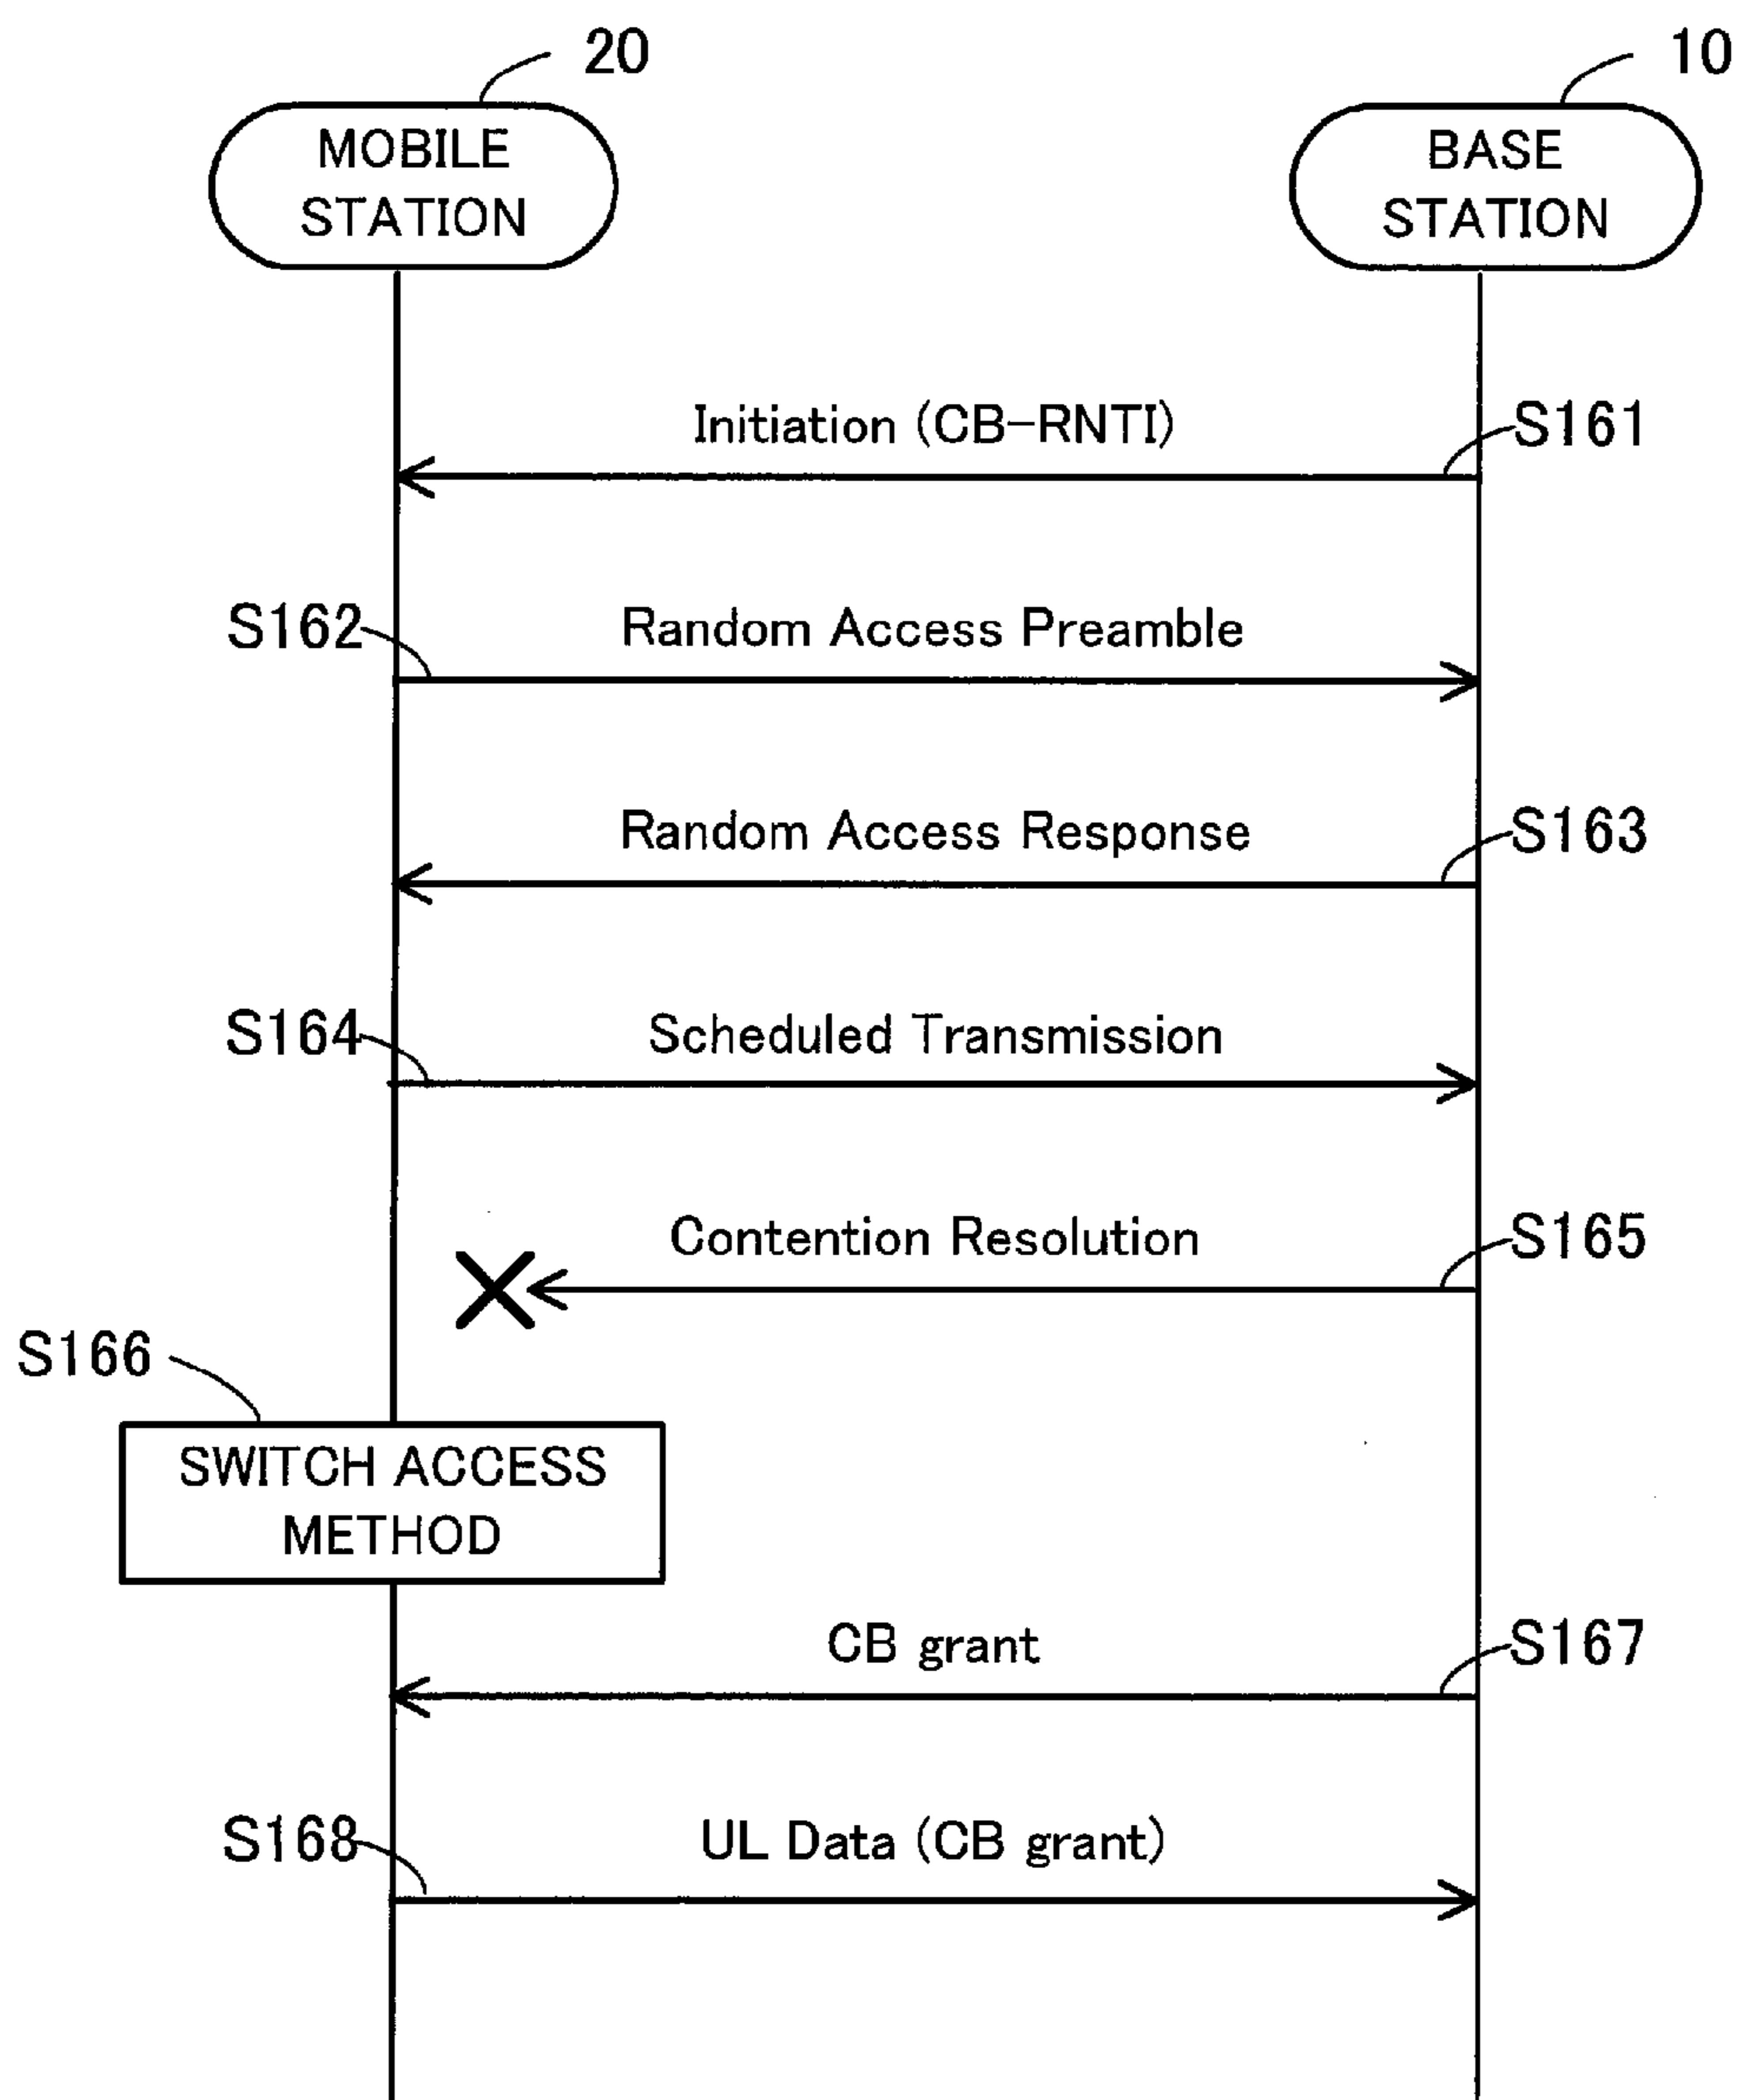 20
10
MOBILE
STATION
BASE
STATION
Initiation (CB-RNTI)
S161
S162
Random Access Preamble
Random Access Response
S163
S164
Scheduled Transmission
Contention Resolution
S165
S166
SWITCH ACCESS
METHOD
CB grant
S167
S168
UL Data (CB grant)